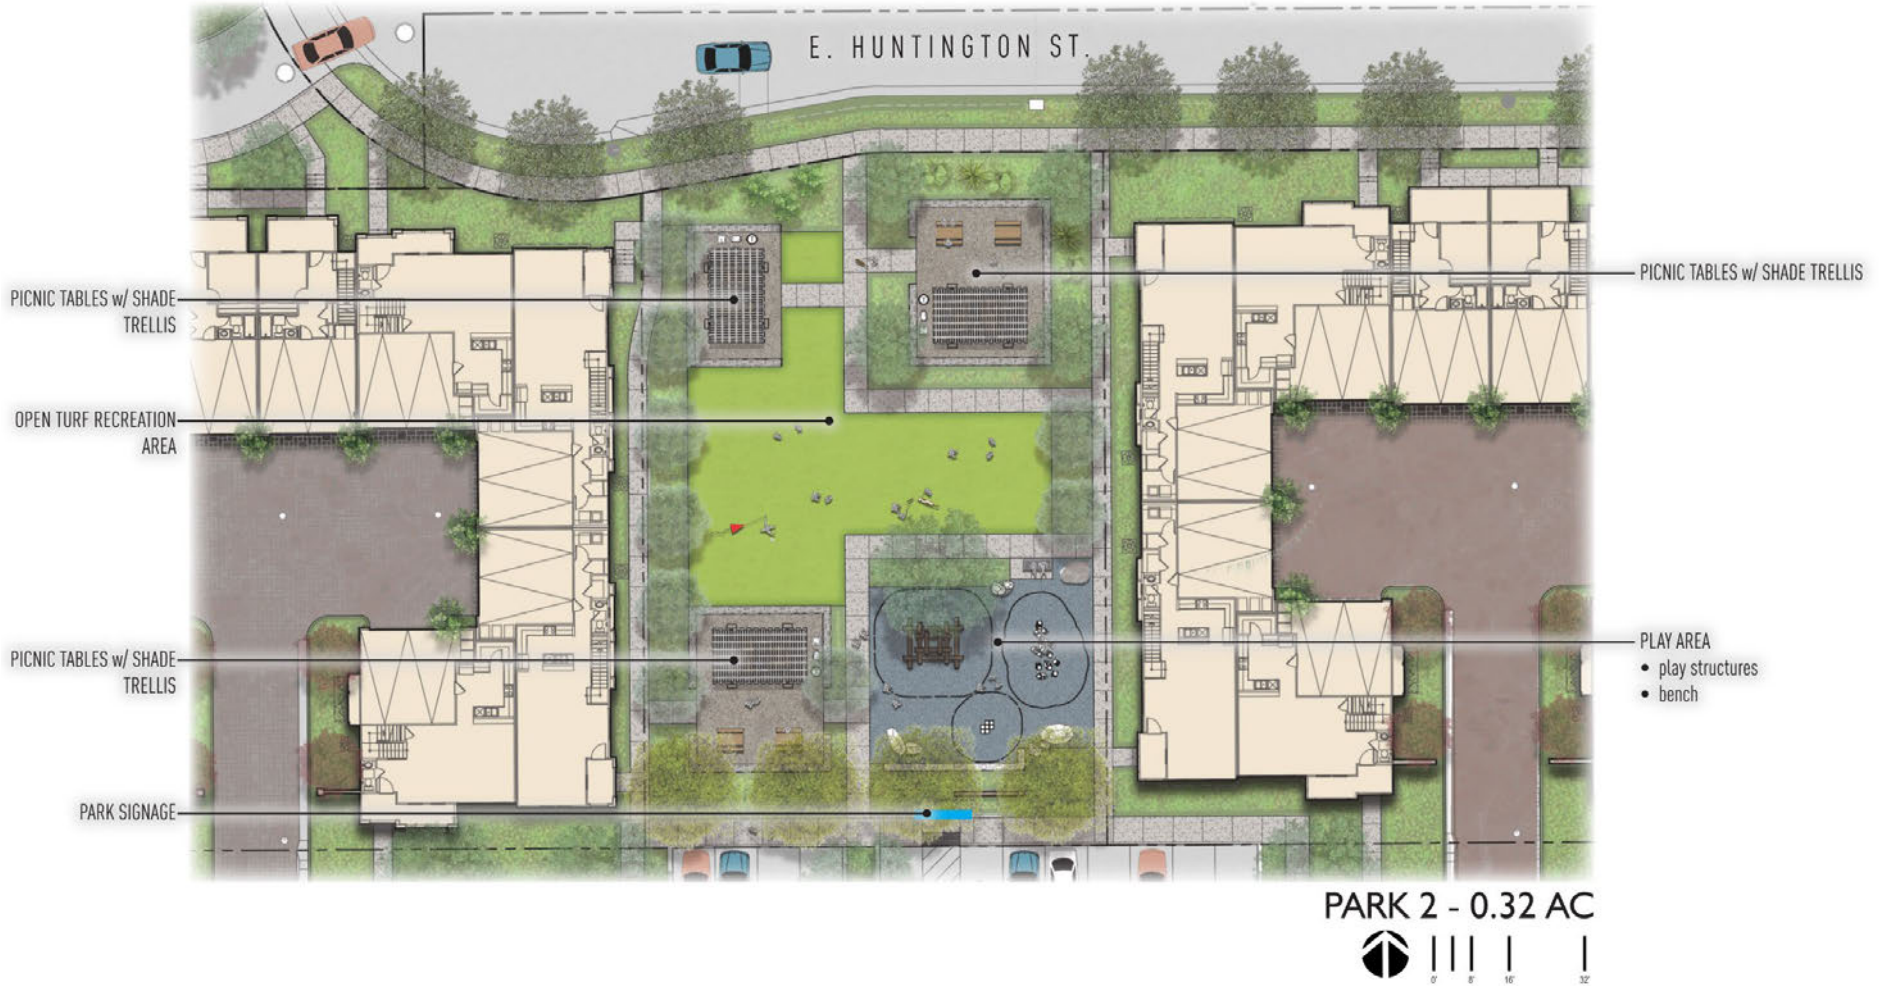 E. HUNTINGTON ST.
PICNIC TABLES w/ SHADE
TRELLIS
PICNIC TABLES w/ SHADE TRELLIS
OPEN TURF RECREATION
AREA
PICNIC TABLES w/ SHADE
TRELLIS
PLAY AREA
• play structures
• bench
PARK SIGNAGE
PARK 2 - 0.32 AC
0' 8' 16' 32'